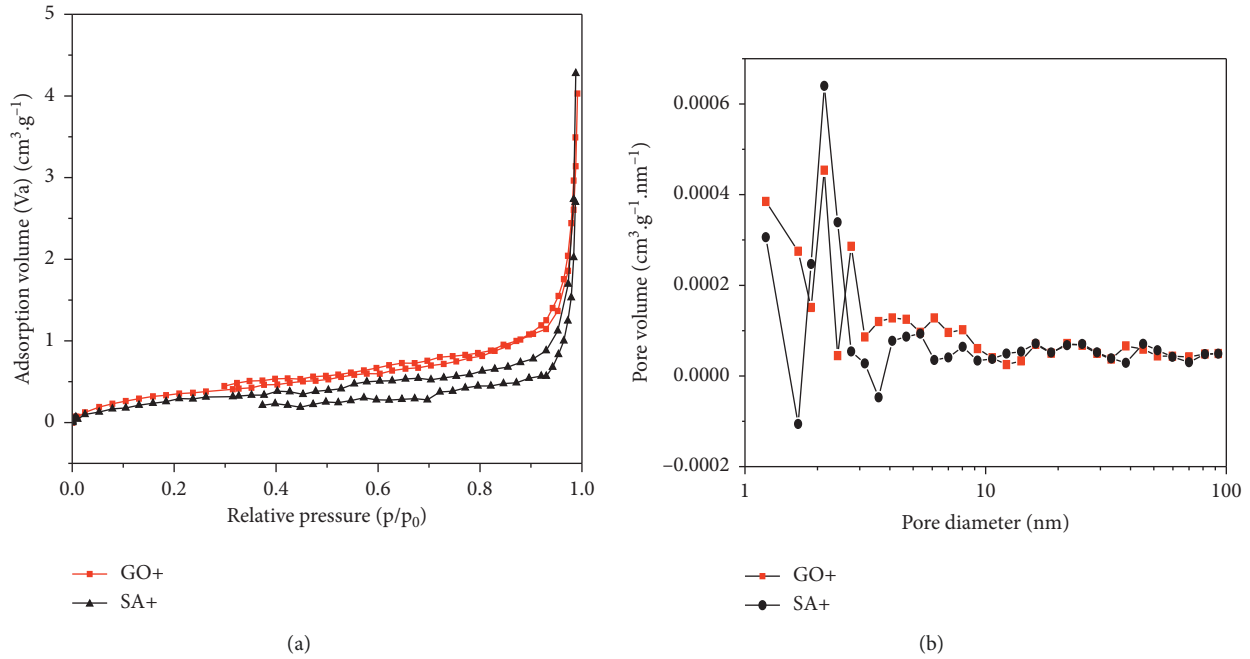 5
4
3
2
1
0
Adsorption volume (Va) (cm³.g⁻¹)
0.0 0.2 0.4 0.6 0.8 1.0
Relative pressure (p/p₀)
GO+
SA+
(a)
0.0006
0.0004
0.0002
0.0000
−0.0002
Pore volume (cm³.g⁻¹.nm⁻¹)
1 10 100
Pore diameter (nm)
GO+
SA+
(b)